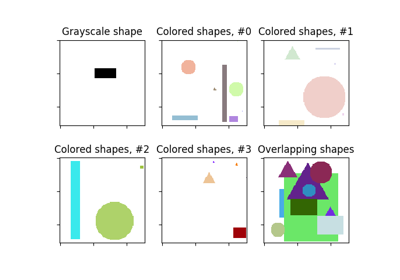 Grayscale shape
Colored shapes, #0
Colored shapes, #1
Colored shapes, #2
Colored shapes, #3
Overlapping shapes